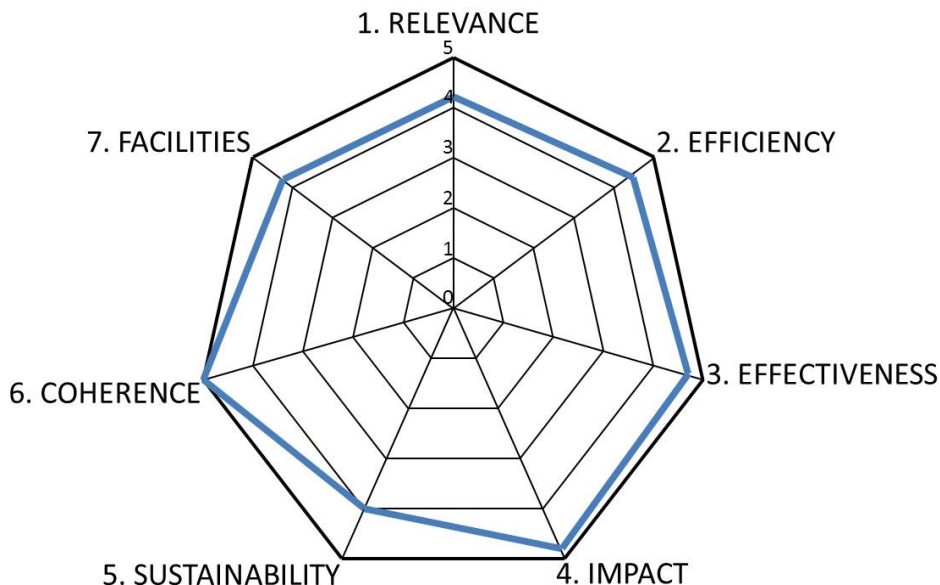 1. RELEVANCE
5
4
7. FACILITIES
2. EFFICIENCY
3
2
1
0
3. EFFECTIVENESS
6. COHERENCE
5. SUSTAINABILITY
4. IMPACT